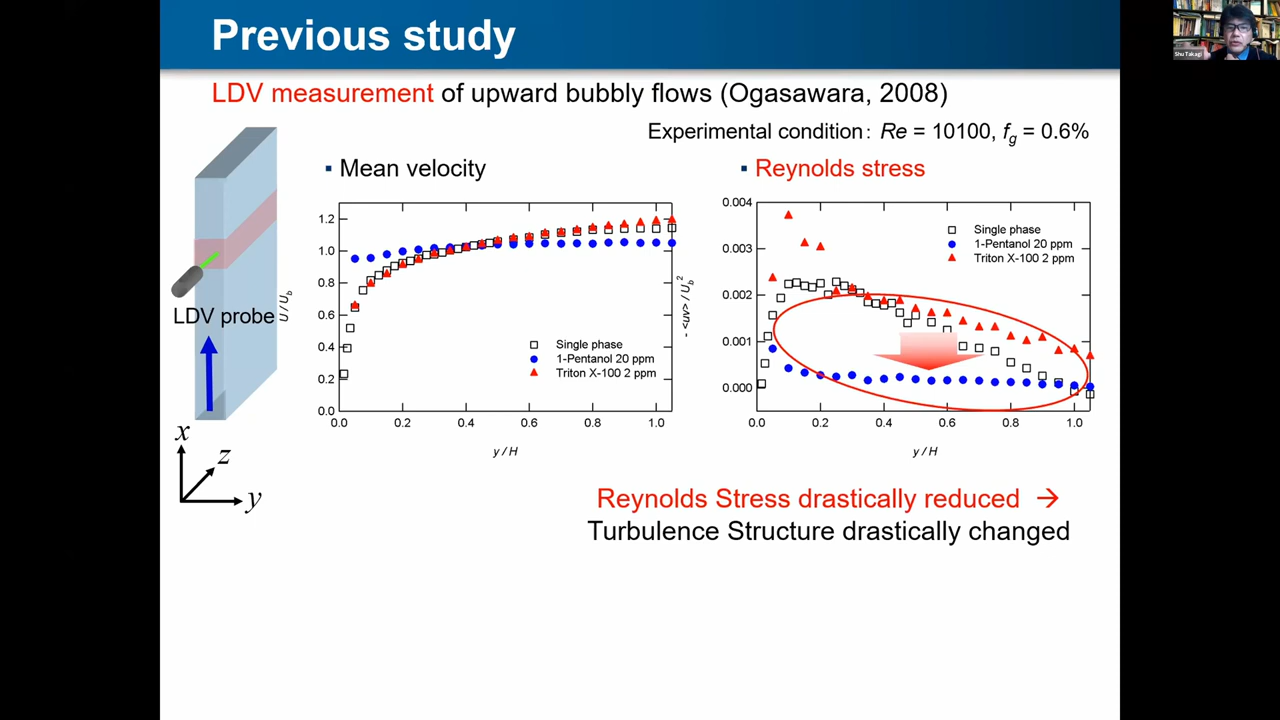 Previous study
Shu Takagi
LDV measurement of upward bubbly flows (Ogasawara, 2008)
Experimental condition: Re = 10100, fg = 0.6%
▪ Mean velocity
▪ Reynolds stress
LDV probe
x
z
y
U / Ub
1.2
1.0
0.8
0.6
0.4
0.2
0.0
Single phase
1-Pentanol 20 ppm
Triton X-100 2 ppm
0.0 0.2 0.4 0.6 0.8 1.0
y / H
- <uv> / Ub²
0.004
0.003
0.002
0.001
0.000
Single phase
1-Pentanol 20 ppm
Triton X-100 2 ppm
0.0 0.2 0.4 0.6 0.8 1.0
y / H
Reynolds Stress drastically reduced →
Turbulence Structure drastically changed